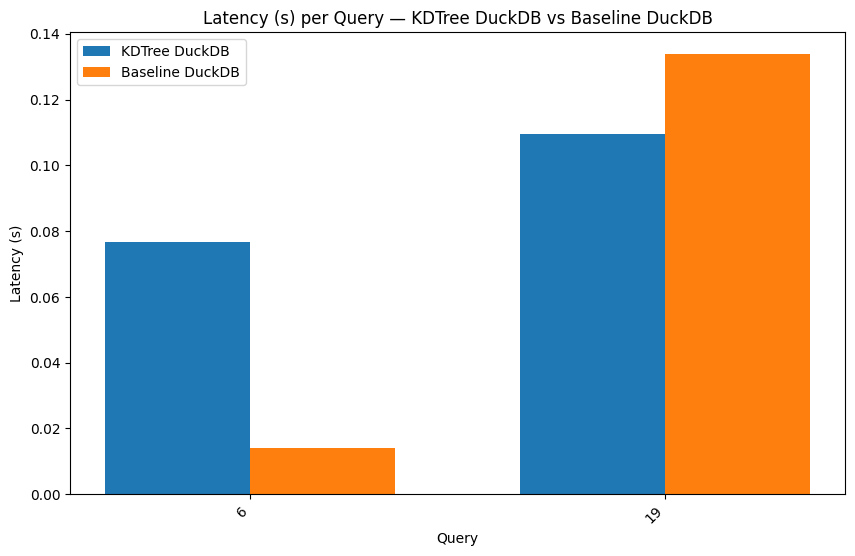 Latency (s) per Query — KDTree DuckDB vs Baseline DuckDB
KDTree DuckDB
Baseline DuckDB
Latency (s)
0.14
0.12
0.10
0.08
0.06
0.04
0.02
0.00
6
19
Query